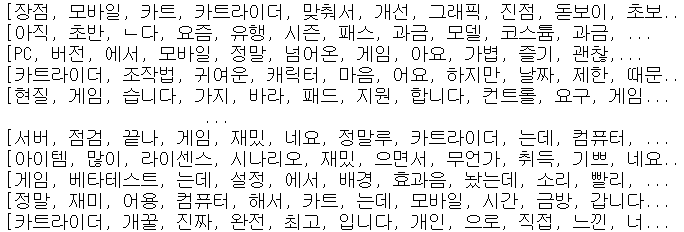 [장점, 모바일, 카트, 카트라이더, 맞춰서, 개선, 그래픽, 진점, 돋보이, 초보...
[아직, 초반, ㄴ다, 요즘, 유행, 시즌, 패스, 과금, 모델, 코스튬, 과금, ...
[PC, 버전, 에서, 모바일, 정말, 넘어온, 게임, 아요, 가볍, 즐기, 괜찮,...
[카트라이더, 조작법, 귀여운, 캐릭터, 마음, 어요, 하지만, 날짜, 제한, 때문...
[현질, 게임, 습니다, 가지, 바라, 패드, 지원, 합니다, 컨트롤, 요구, 게임...
...
[서버, 점검, 끝나, 게임, 재밌, 네요, 정말루, 카트라이더, 는데, 컴퓨터, ...
[아이템, 많이, 라이센스, 시나리오, 재밌, 으면서, 무언가, 취득, 기쁘, 네요...
[게임, 베타테스트, 는데, 설정, 에서, 배경, 효과음, 놨는데, 소리, 빨리, ...
[정말, 재미, 어용, 컴퓨터, 해서, 카트, 는데, 모바일, 시간, 금방, 갑니다...
[카트라이더, 개꿀, 진짜, 완전, 최고, 입니다, 개인, 으로, 직접, 느낀, 너...